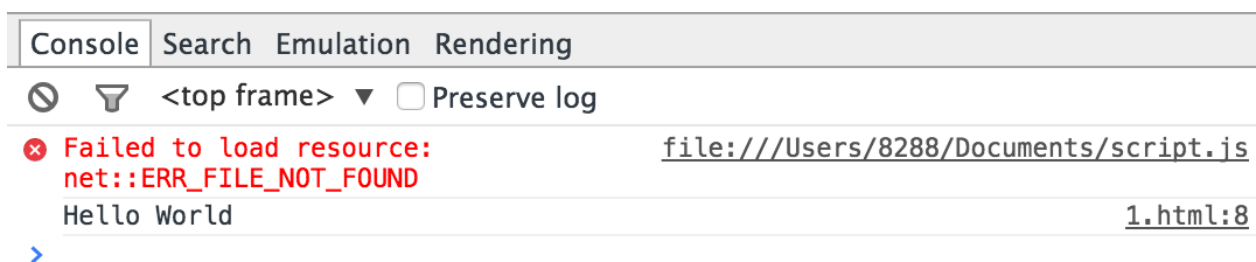 Console Search Emulation Rendering
<top frame> ▼ Preserve log
Failed to load resource: file:///Users/8288/Documents/script.js
net::ERR_FILE_NOT_FOUND
Hello World 1.html:8
>